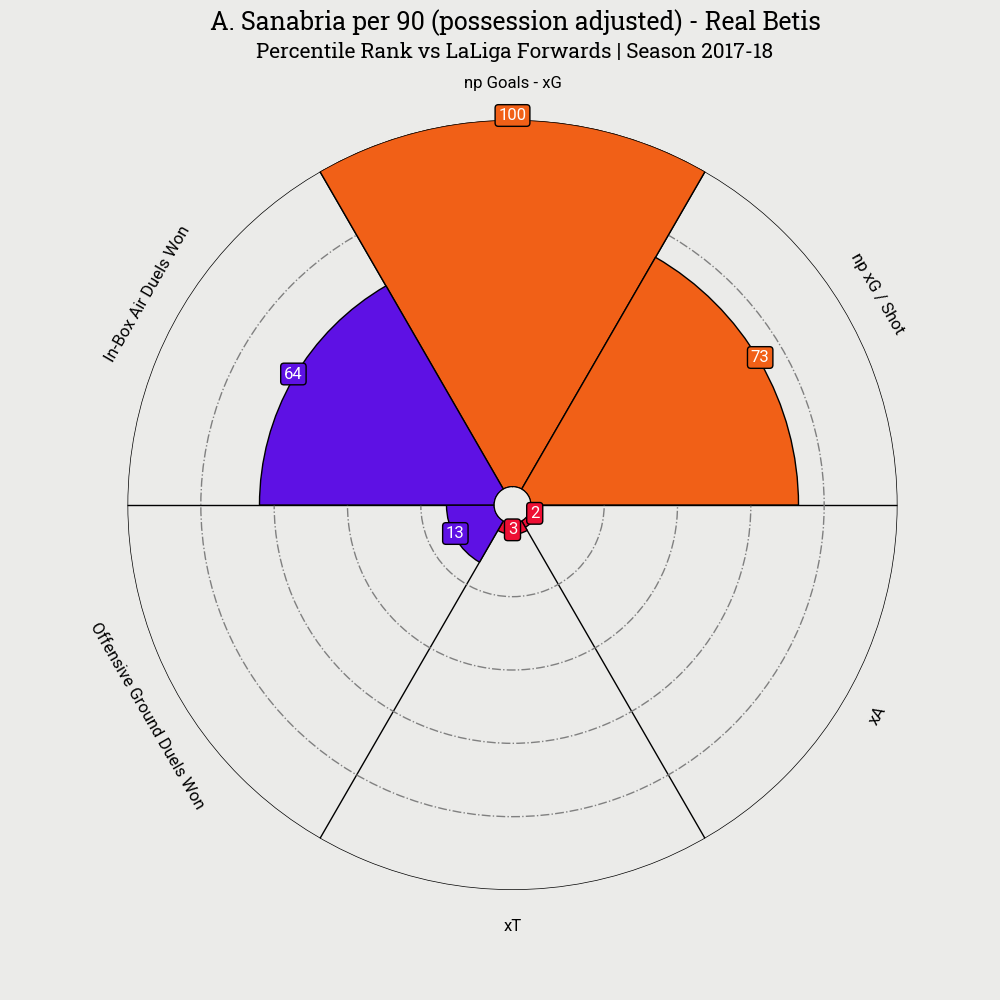 A. Sanabria per 90 (possession adjusted) - Real Betis
Percentile Rank vs LaLiga Forwards | Season 2017-18
np Goals - xG
100
In-Box Air Duels Won
np xG / Shot
73
64
2
3
13
Offensive Ground Duels Won
xA
xT